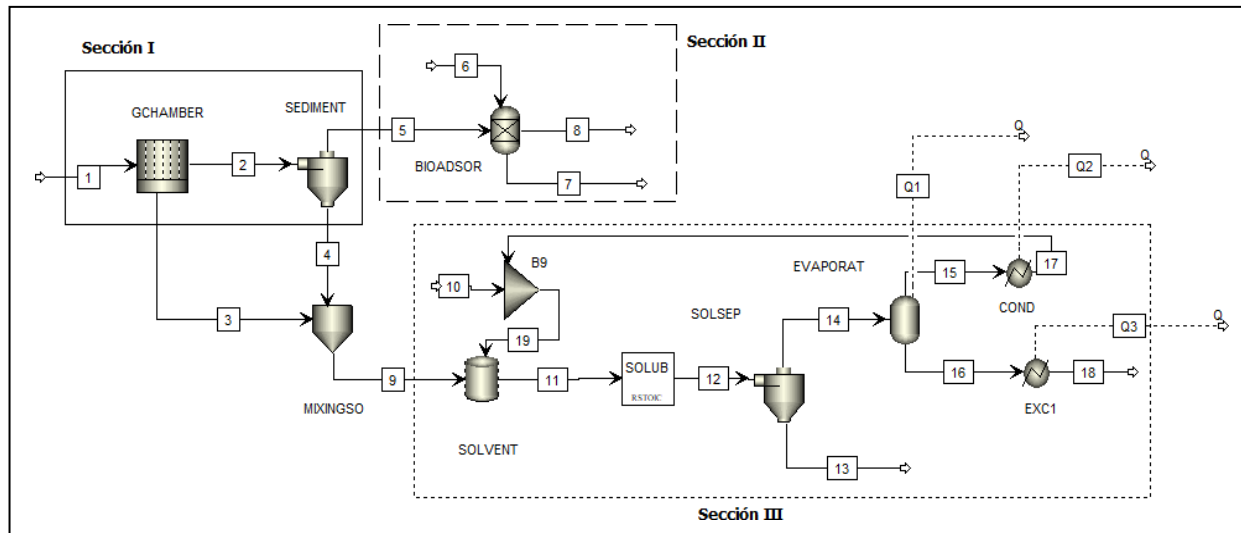 Sección I
Sección II
6
GCHAMBER
SEDIMENT
5
8
Q
1
2
BIOADSOR
7
Q1
Q2
Q
4
B9
EVAPORAT
15
17
10
COND
SOLSEP
14
3
19
Q3
Q
9
11
SOLUB
RSTOIC
12
16
18
MIXINGSO
EXC1
SOLVENT
13
Sección III